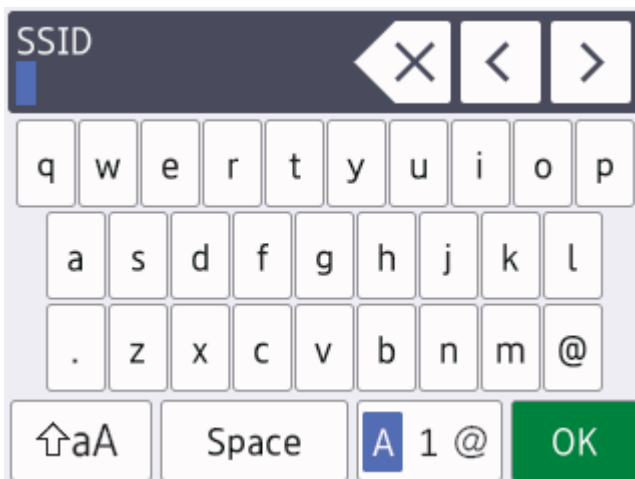 SSID
< >
q w e r t y u i o p
a s d f g h j k l
. z x c v b n m @
⇧aA Space A 1 @ OK